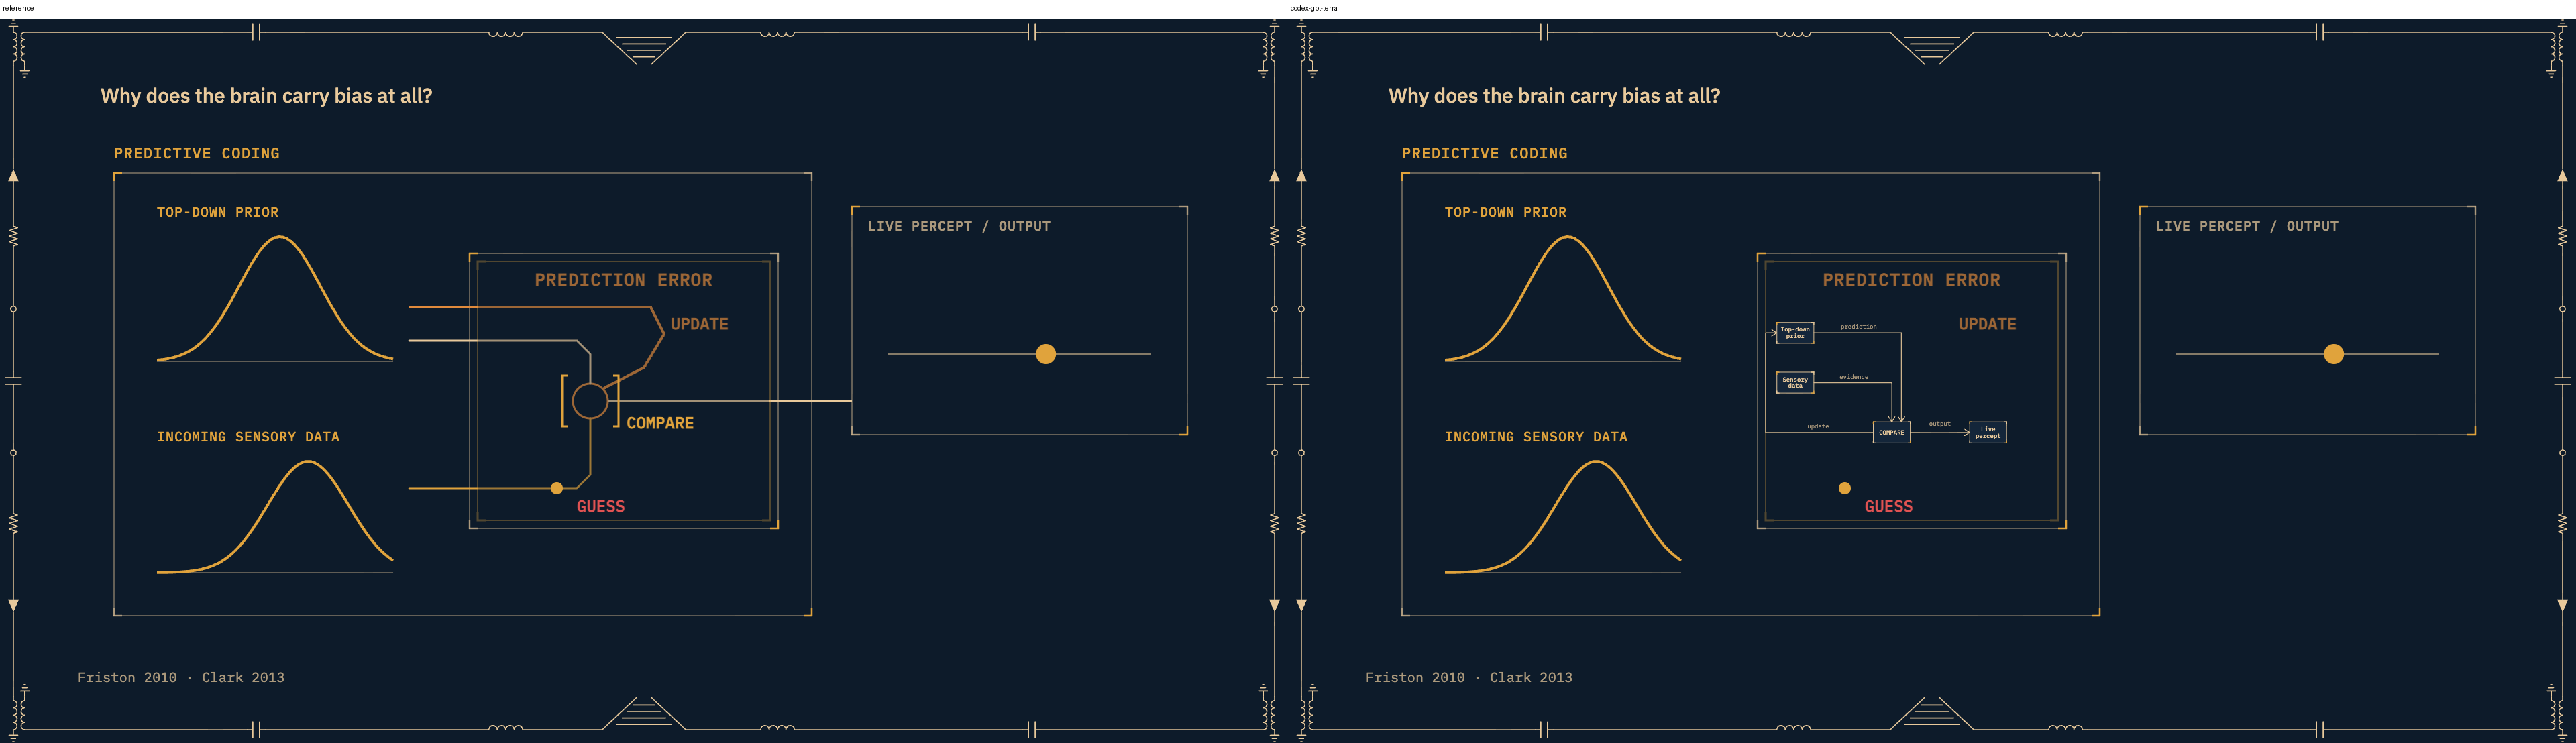 reference
codex-gpt-terra
Why does the brain carry bias at all?
PREDICTIVE CODING
TOP-DOWN PRIOR
LIVE PERCEPT / OUTPUT
PREDICTION ERROR
UPDATE
COMPARE
INCOMING SENSORY DATA
GUESS
Friston 2010 · Clark 2013
Why does the brain carry bias at all?
PREDICTIVE CODING
TOP-DOWN PRIOR
LIVE PERCEPT / OUTPUT
PREDICTION ERROR
UPDATE
Top-down
prior
prediction
Sensory
data
evidence
update
COMPARE
output
Live
percept
INCOMING SENSORY DATA
GUESS
Friston 2010 · Clark 2013